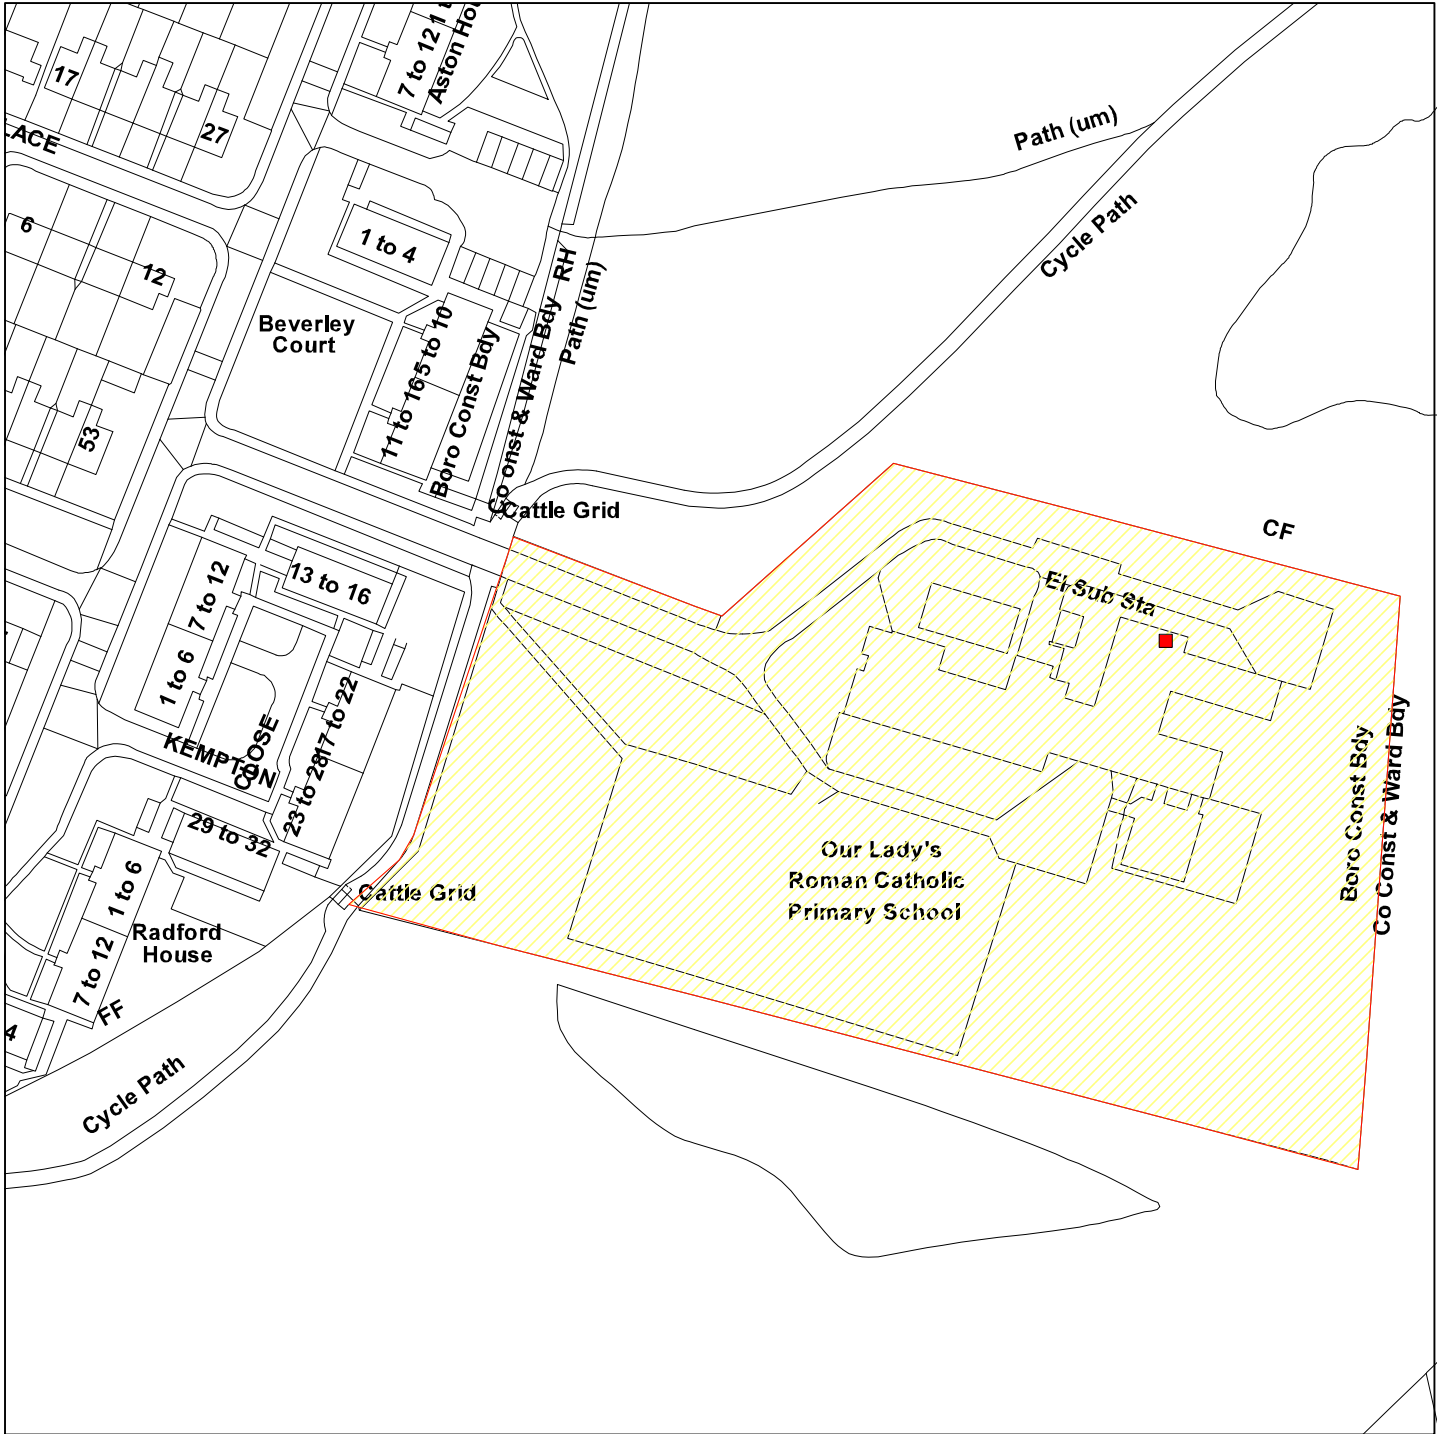 7 to 12
Aston
17
27
LACE
Path (um)
6
12
1 to 4
Cycle Path
RH
Path (um)
Beverley
Court
5 to 10
11 to 16
Boro Const Bdy
Co onst & Ward Bdy
53
Cattle Grid
CF
7 to 12
13 to 16
El Sub Sta
1 to 6
17 to 22
KEMPTON
CLOSE
23 to 28
29 to 32
Boro Const Bdy
Co Const & Ward Bdy
Our Lady's
Roman Catholic
Primary School
1 to 6
Cattle Grid
Radford
House
7 to 12
FF
4
Cycle Path